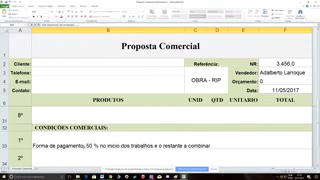 Proposta Comercial
Cliente: Referência: NR: 3.456.0
Telefone: OBRA - RIP Vendedor: Adalberto Larroque
E-mail: Orçamento: 0
Contato: Data: 11/05/2017
PRODUTOS UNID QTD UNITARIO TOTAL
8º
CONDIÇÕES COMERCIAIS:
1º Forma de pagamento, 50 % no inicio dos trabalhos e o restante a combinar
2º